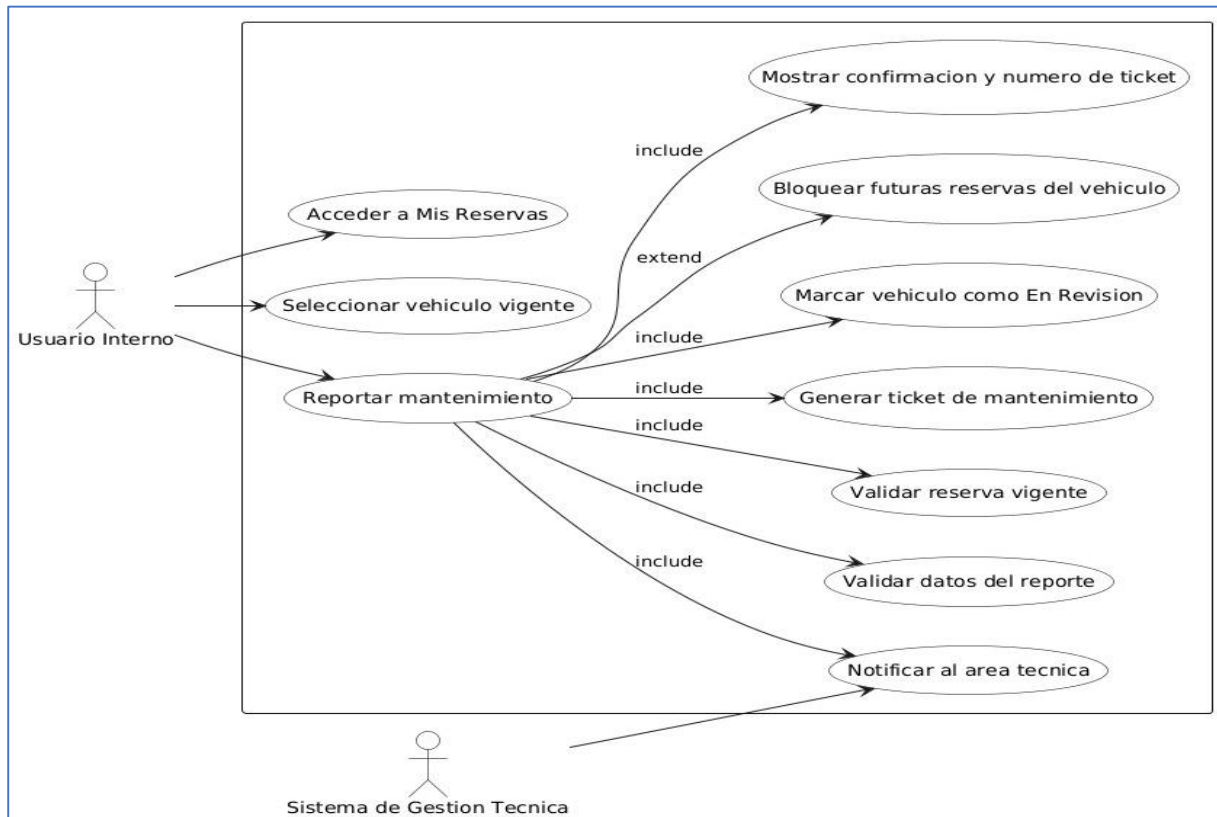 Mostrar confirmacion y numero de ticket
include
Bloquear futuras reservas del vehiculo
Acceder a Mis Reservas
extend
Seleccionar vehiculo vigente
Marcar vehiculo como En Revision
include
Usuario Interno
Reportar mantenimiento
include
Generar ticket de mantenimiento
include
Validar reserva vigente
include
Validar datos del reporte
include
Notificar al area tecnica
Sistema de Gestion Tecnica